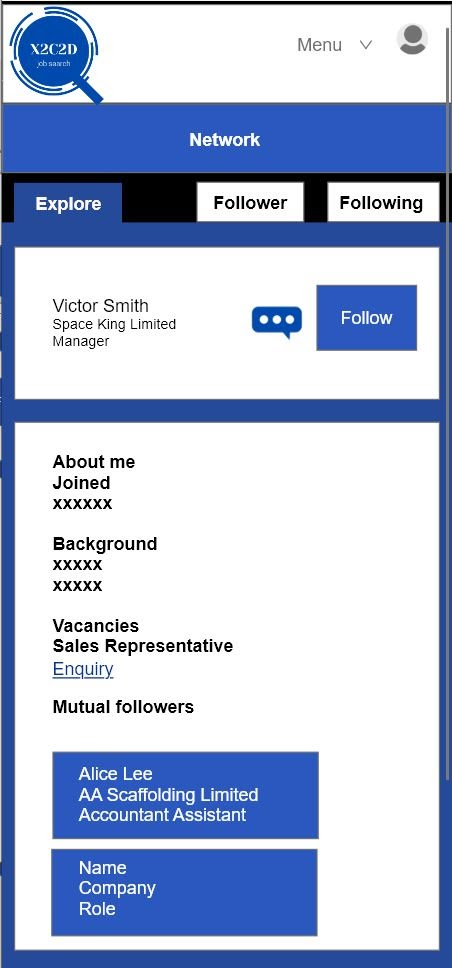 X2C2D
job search
Menu
Network
Explore
Follower
Following
Victor Smith
Space King Limited
Manager
Follow
About me
Joined
xxxxxx
Background
xxxxx
xxxxx
Vacancies
Sales Representative
Enquiry
Mutual followers
Alice Lee
AA Scaffolding Limited
Accountant Assistant
Name
Company
Role